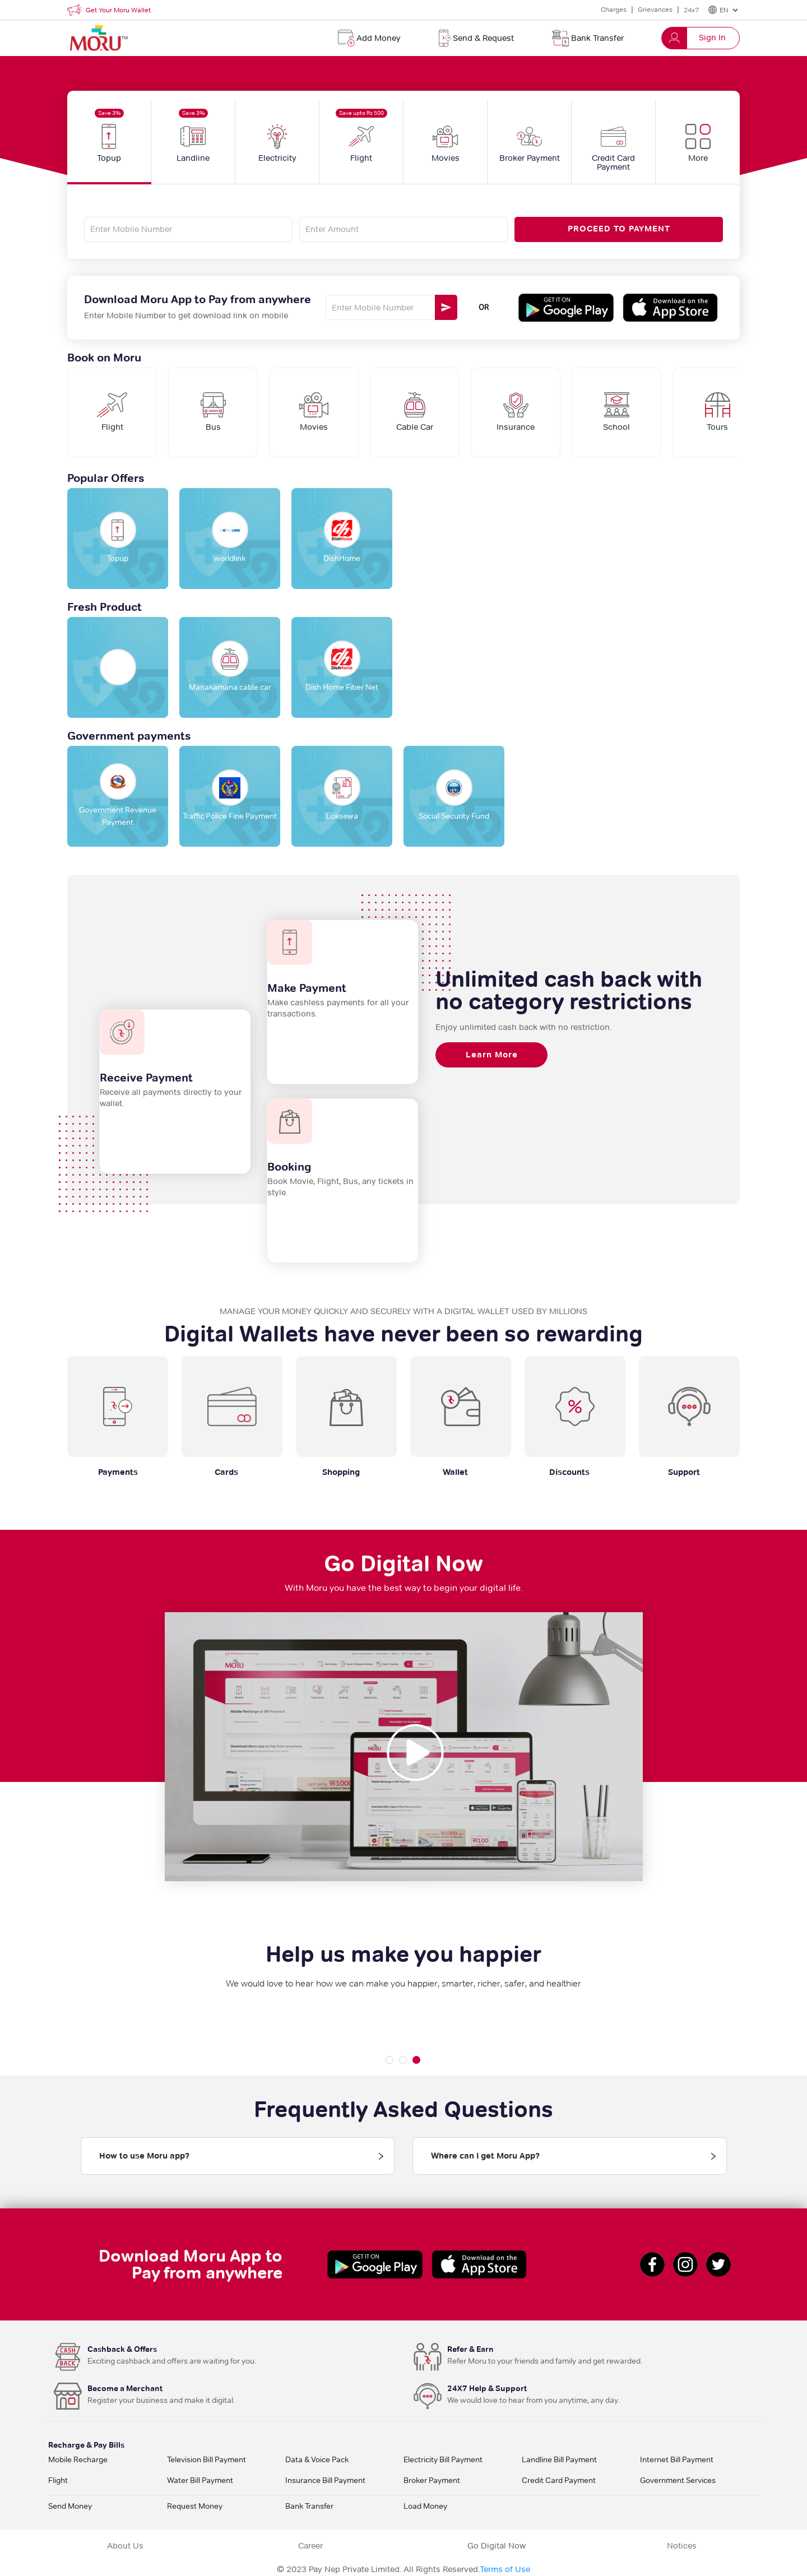 Get Your Moru Wallet
Charges | Grievances | 24x7 EN
MORU™
Add Money
Send & Request
Bank Transfer
Sign In
Save 3%
Topup
Save 3%
Landline
Electricity
Save upto Rs 500
Flight
Movies
Broker Payment
Credit Card Payment
More
Enter Mobile Number
Enter Amount
PROCEED TO PAYMENT
Download Moru App to Pay from anywhere
Enter Mobile Number to get download link on mobile
Enter Mobile Number
OR
GET IT ON
Google Play
Download on the
App Store
Book on Moru
Flight
Bus
Movies
Cable Car
Insurance
School
Tours
Popular Offers
Topup
worldlink
DishHome
Fresh Product
Manakamana cable car
Dish Home Fiber Net
Government payments
Government Revenue Payment
Traffic Police Fine Payment
Loksewa
Social Security Fund
Make Payment
Make cashless payments for all your transactions.
Receive Payment
Receive all payments directly to your wallet.
Booking
Book Movie, Flight, Bus, any tickets in style.
Unlimited cash back with no category restrictions
Enjoy unlimited cash back with no restriction.
Learn More
MANAGE YOUR MONEY QUICKLY AND SECURELY WITH A DIGITAL WALLET USED BY MILLIONS
Digital Wallets have never been so rewarding
Payments
Cards
Shopping
Wallet
Discounts
Support
Go Digital Now
With Moru you have the best way to begin your digital life.
Help us make you happier
We would love to hear how we can make you happier, smarter, richer, safer, and healthier
Frequently Asked Questions
How to use Moru app?
Where can I get Moru App?
Download Moru App to
Pay from anywhere
GET IT ON
Google Play
Download on the
App Store
CASH BACK
Cashback & Offers
Exciting cashback and offers are waiting for you.
Refer & Earn
Refer Moru to your friends and family and get rewarded.
Become a Merchant
Register your business and make it digital.
24X7 Help & Support
We would love to hear from you anytime, any day.
Recharge & Pay Bills
Mobile Recharge
Television Bill Payment
Data & Voice Pack
Electricity Bill Payment
Landline Bill Payment
Internet Bill Payment
Flight
Water Bill Payment
Insurance Bill Payment
Broker Payment
Credit Card Payment
Government Services
Send Money
Request Money
Bank Transfer
Load Money
About Us
Career
Go Digital Now
Notices
© 2023 Pay Nep Private Limited. All Rights Reserved.Terms of Use